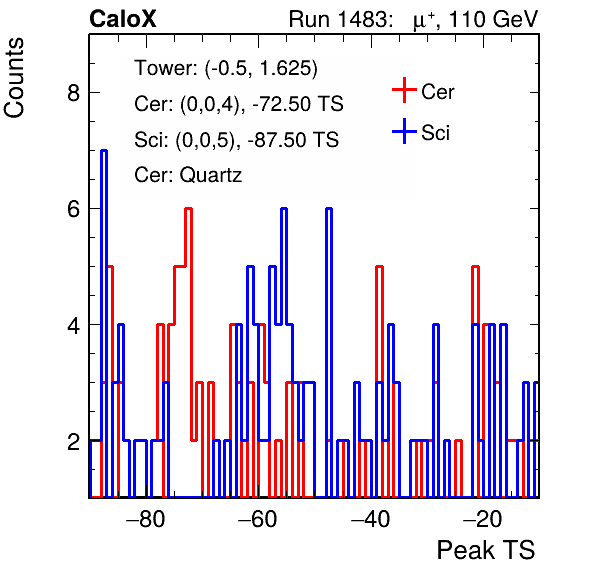 CaloX Run 1483: μ⁺, 110 GeV
Counts
Tower: (-0.5, 1.625)
Cer: (0,0,4), -72.50 TS
Sci: (0,0,5), -87.50 TS
Cer: Quartz
Cer
Sci
8
6
4
2
−80 −60 −40 −20
Peak TS